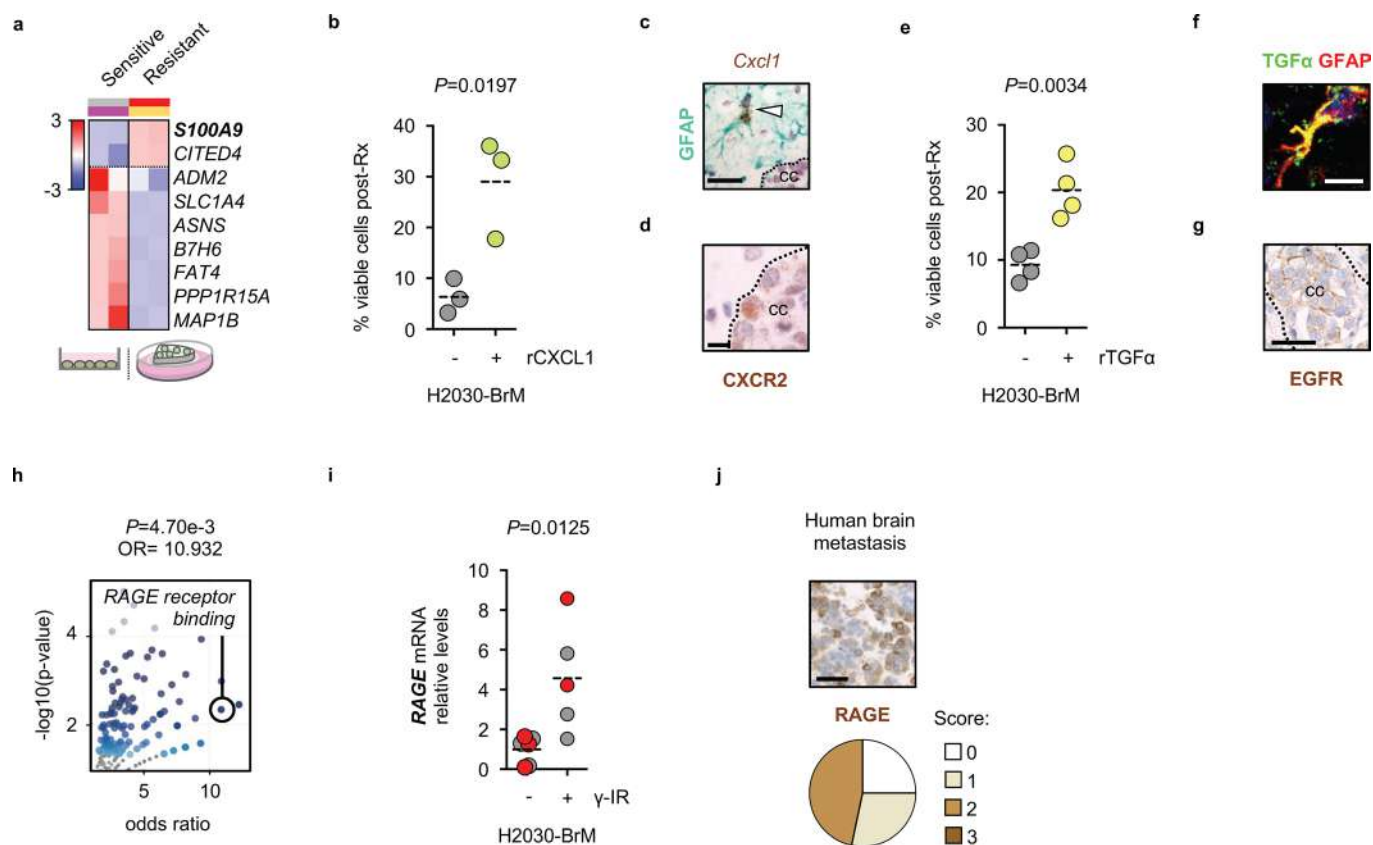 a
Sensitive
Resistant
3
-3
S100A9
CITED4
ADM2
SLC1A4
ASNS
B7H6
FAT4
PPP1R15A
MAP1B
b
P=0.0197
% viable cells post-Rx
40
30
20
10
0
- + rCXCL1
H2030-BrM
c
Cxcl1
GFAP
cc
d
cc
CXCR2
e
P=0.0034
% viable cells post-Rx
30
20
10
0
- + rTGFα
H2030-BrM
f
TGFα GFAP
g
cc
EGFR
h
P=4.70e-3
OR= 10.932
RAGE receptor
binding
-log10(p-value)
4
2
5 10
odds ratio
i
P=0.0125
RAGE mRNA
relative levels
10
8
6
4
2
0
- + γ-IR
H2030-BrM
j
Human brain
metastasis
RAGE
Score:
0
1
2
3